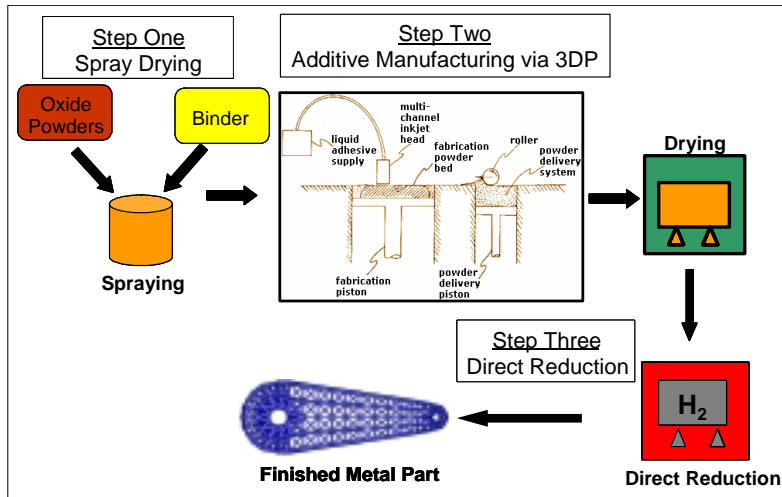 Step One
Spray Drying
Step Two
Additive Manufacturing via 3DP
Oxide
Powders
Binder
Spraying
liquid
adhesive
supply
multi-
channel
inkjet
head
fabrication
powder
bed
roller
powder
delivery
system
fabrication
piston
powder
delivery
piston
Drying
Step Three
Direct Reduction
H₂
Direct Reduction
Finished Metal Part